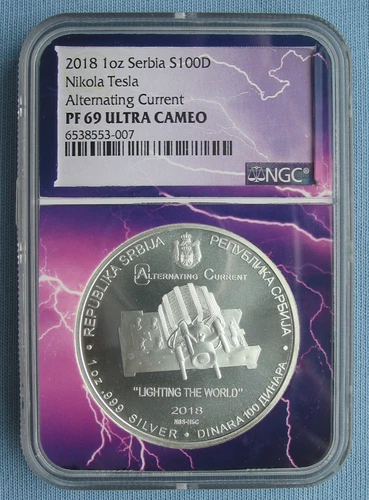 2018 1oz Serbia S100D
Nikola Tesla
Alternating Current
PF 69 ULTRA CAMEO
6538553-007
NGC®
REPUBLIKA SRBIJA
РЕПУБЛИКА СРБИЈА
ALTERNATING CURRENT
"LIGHTING THE WORLD"
2018
1 oz .999 SILVER • DINARA 100 ДИНАРА